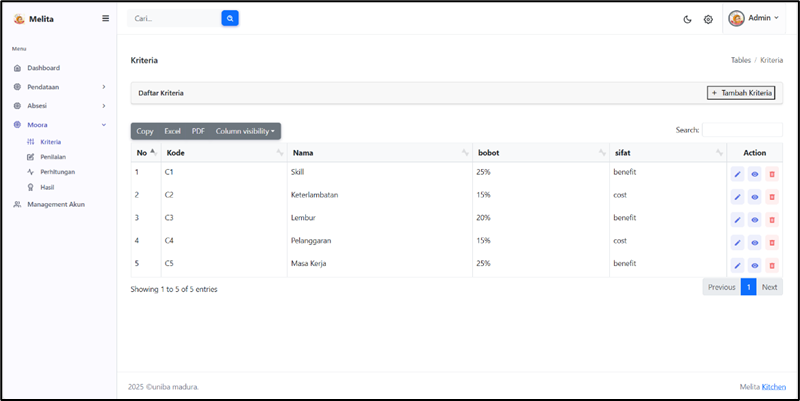 Melita
Cari...
Admin
Menu
Dashboard
Pendataan
Absesi
Moora
Kriteria
Penilaian
Perhitungan
Hasil
Management Akun
Kriteria
Tables / Kriteria
Daftar Kriteria
+ Tambah Kriteria
Copy Excel PDF Column visibility
Search:
No Kode Nama bobot sifat Action
1 C1 Skill 25% benefit
2 C2 Keterlambatan 15% cost
3 C3 Lembur 20% benefit
4 C4 Pelanggaran 15% cost
5 C5 Masa Kerja 25% benefit
Showing 1 to 5 of 5 entries
Previous 1 Next
2025 ©uniba madura.
Melita Kitchen